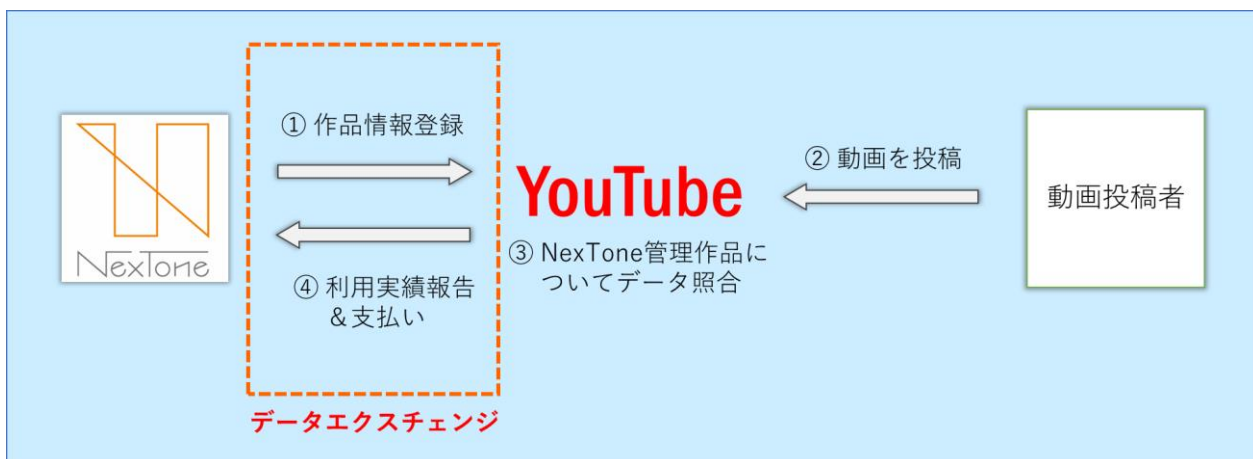 ① 作品情報登録
NexTone
④ 利用実績報告
＆支払い
データエクスチェンジ
YouTube
③ NexTone管理作品に
ついてデータ照合
② 動画を投稿
動画投稿者